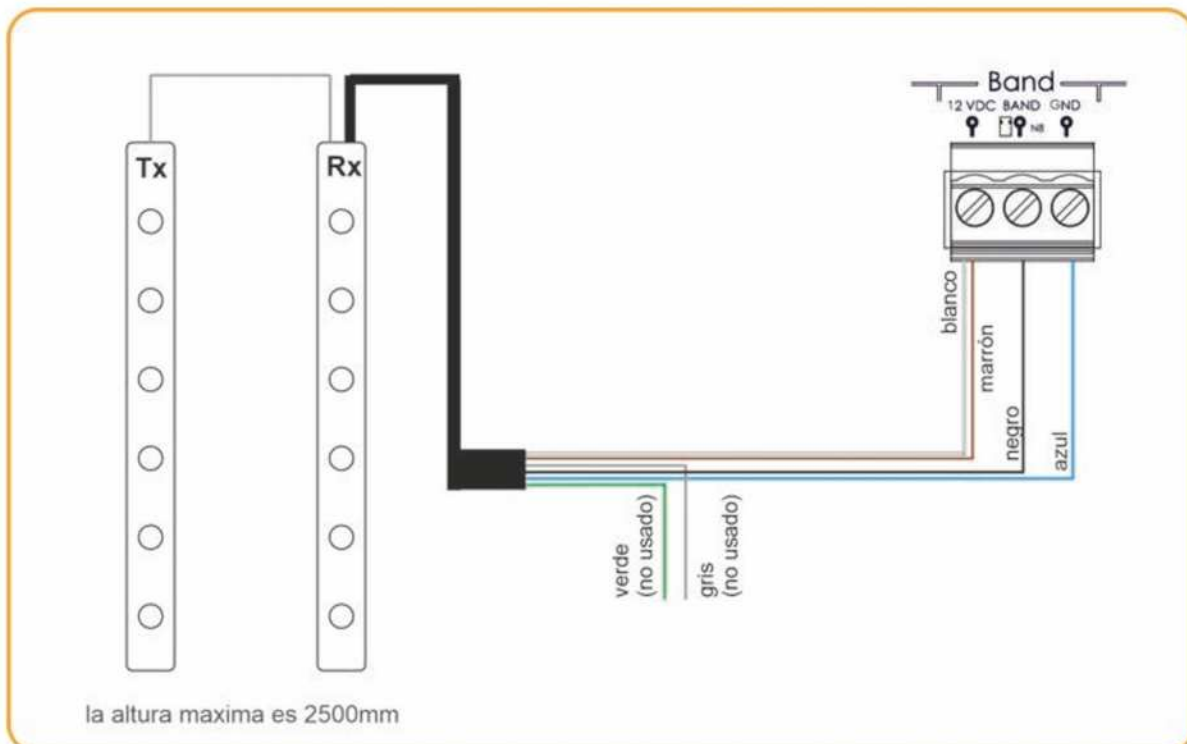 Band
12 VDC BAND GND
NB
Tx
Rx
blanco
marrón
negro
azul
verde
(no usado)
gris
(no usado)
la altura maxima es 2500mm